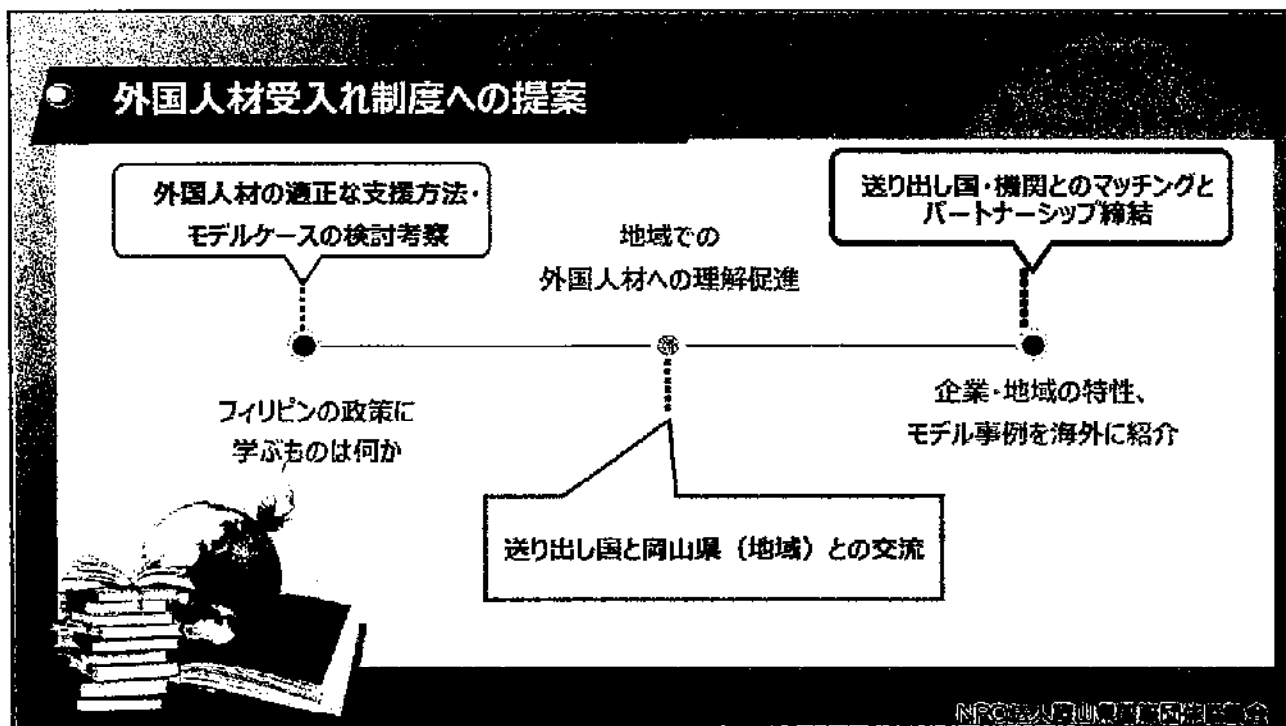 外国人材受入れ制度への提案
外国人材の適正な支援方法・
モデルケースの検討考察
フィリピンの政策に
学ぶものは何か
地域での
外国人材への理解促進
送り出し国と岡山県（地域）との交流
送り出し国・機関とのマッチングと
パートナーシップ締結
企業・地域の特性、
モデル事例を海外に紹介